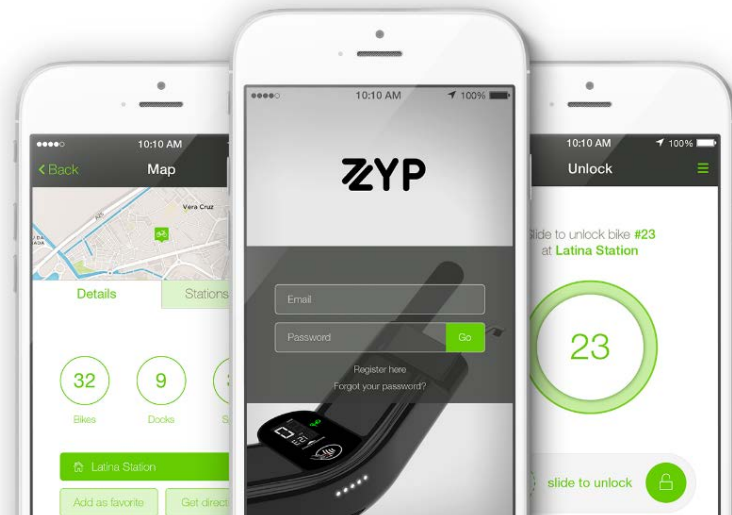 10:10 AM
Back
Map
Vera Cruz
Details
Stations
32
9
Bikes
Docks
Latina Station
Add as favorite
10:10 AM
100%
ZYP
Email
Password
Go
Register here
Forgot your password?
10:10 AM
100%
Unlock
to unlock bike #23
at Latina Station
23
slide to unlock